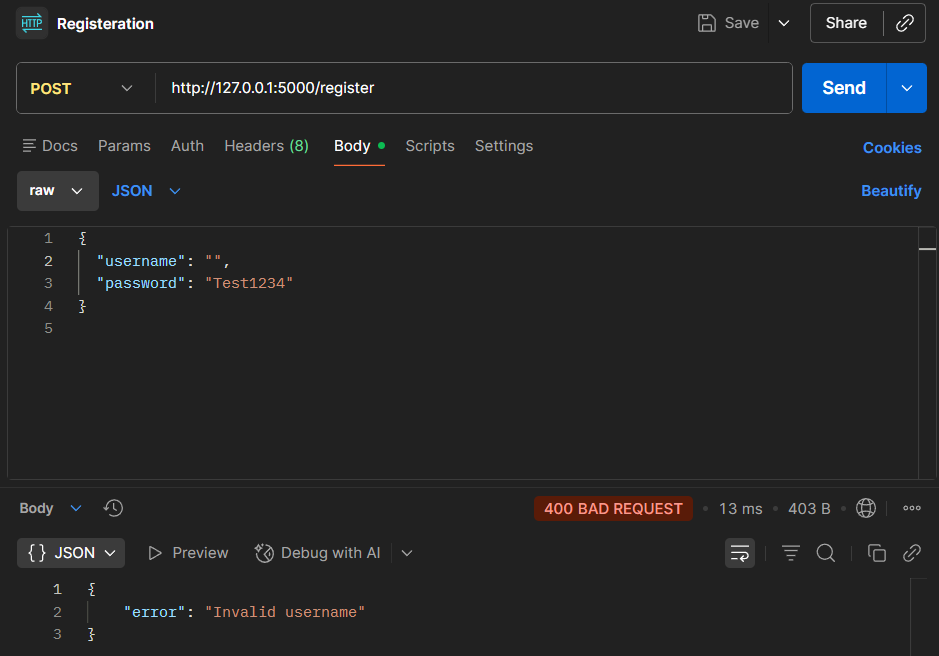 HTTP Registeration Save Share
POST http://127.0.0.1:5000/register Send
Docs Params Auth Headers (8) Body Scripts Settings Cookies
raw JSON Beautify
1 {
2 "username": "",
3 "password": "Test1234"
4 }
5
Body 400 BAD REQUEST • 13 ms • 403 B •
{} JSON Preview Debug with AI
1 {
2 "error": "Invalid username"
3 }